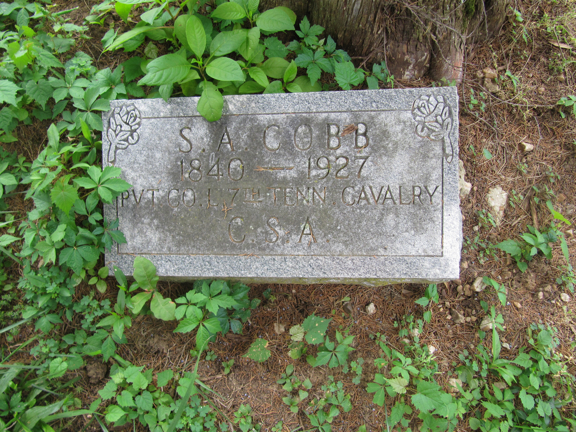 S. A. COBB
1840 — 1927
PVT. CO. L. 7TH TENN. CAVALRY
C S A